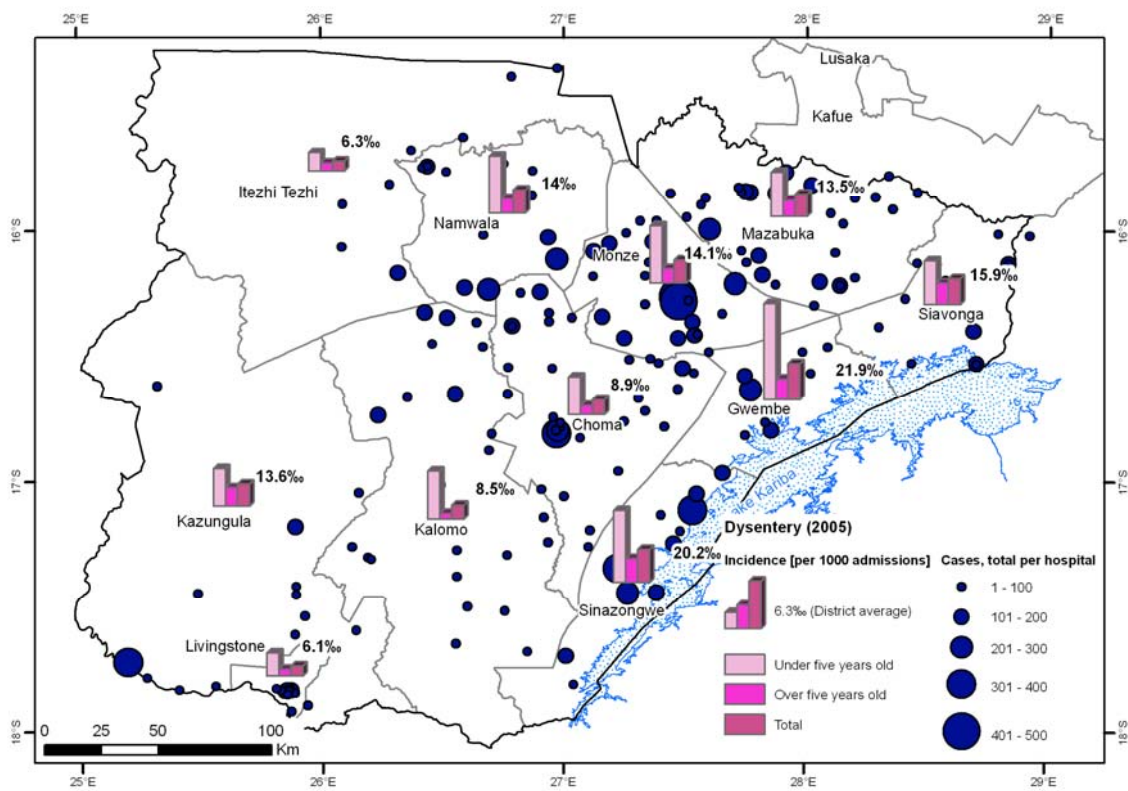 25°E 26°E 27°E 28°E 29°E
Lusaka
Kafue
6.3‰
Itezhi Tezhi
14‰
Namwala
13.5‰
Mazabuka
16°S
16°S
Monze
14.1‰
15.9‰
Siavonga
21.9‰
Gwembe
8.9‰
Choma
17°S
17°S
13.6‰
Kazungula
8.5‰
Kalomo
Lake Kariba
20.2‰
Sinazongwe
Livingstone
6.1‰
Dysentery (2005)
Incidence [per 1000 admissions]
6.3‰ (District average)
Under five years old
Over five years old
Total
Cases, total per hospital
1 - 100
101 - 200
201 - 300
301 - 400
401 - 500
18°S
18°S
0 25 50 100
Km
25°E 26°E 27°E 28°E 29°E